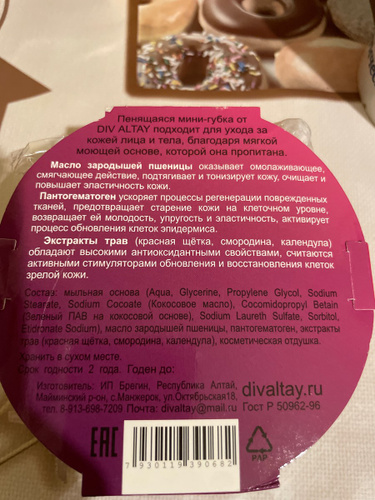 Пенящаяся мини-губка от
DIV ALTAY подходит для ухода за
кожей лица и тела, благодаря мягкой
моющей основе, которой она пропитана.
Масло зародышей пшеницы оказывает омолаживающее,
смягчающее действие, подтягивает и тонизирует кожу, очищает и
повышает эластичность кожи.
Пантогематоген ускоряет процессы регенерации поврежденных
тканей, предотвращает старение кожи на клеточном уровне,
возвращает ей молодость, упругость и эластичность, активирует
процесс обновления клеток эпидермиса.
Экстракты трав (красная щётка, смородина, календула)
обладают высокими антиоксидантными свойствами, считаются
активными стимуляторами обновления и восстановления клеток
зрелой кожи.
Состав: мыльная основа (Aqua, Glycerine, Propylene Glycol, Sodium
Stearate, Sodium Cocoate (Кокосовое масло), Cocomidopropyl Betain
(Зеленый ПАВ на кокосовой основе), Sodium Laureth Sulfate, Sorbitol,
Etidronate Sodium), масло зародышей пшеницы, пантогематоген, экстракты
трав (красная щётка, смородина, календула), косметическая отдушка.
Хранить в сухом месте.
Срок годности 2 года. Годен до:
Изготовитель: ИП Брегин, Республика Алтай,
Майминский р-он, с.Манжерок, ул.Октябрьская18,
тел. 8-913-698-7209 Почта: divaltay@mail.ru
divaltay.ru
Гост Р 50962-96
EAC
7 930119 390682
PAP